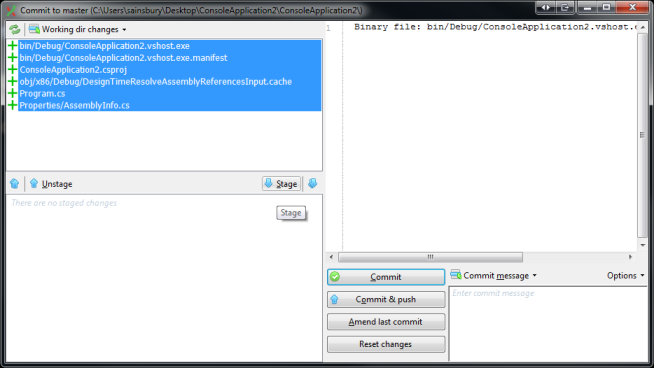 Commit to master (C:\Users\sainsbury\Desktop\ConsoleApplication2\ConsoleApplication2\)
Working dir changes
bin/Debug/ConsoleApplication2.vshost.exe
bin/Debug/ConsoleApplication2.vshost.exe.manifest
ConsoleApplication2.csproj
obj/x86/Debug/DesignTimeResolveAssemblyReferencesInput.cache
Program.cs
Properties/AssemblyInfo.cs
Unstage
Stage
There are no staged changes
Stage
1 Binary file: bin/Debug/ConsoleApplication2.vshost.
Commit
Commit & push
Amend last commit
Reset changes
Commit message
Options
Enter commit message